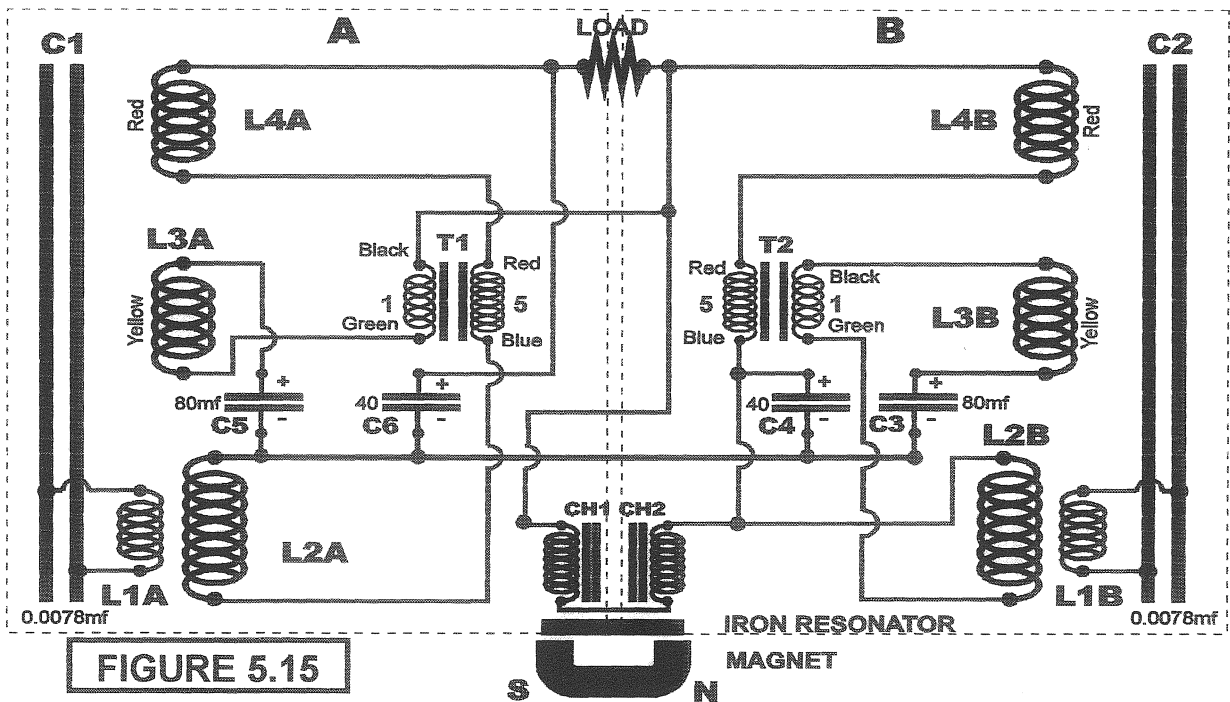 A
LOAD
B
C1
C2
Red
L4A
L4B
Red
L3A
Black
T1
Red
Red
T2
Black
Yellow
1
5
5
1
L3B
Yellow
Green
Blue
Blue
Green
+
+
+
+
80mf
40
40
80mf
-
-
-
-
C5
C6
C4
C3
L2B
CH1
CH2
L2A
L1A
L1B
0.0078mf
0.0078mf
IRON RESONATOR
FIGURE 5.15
MAGNET
S
N